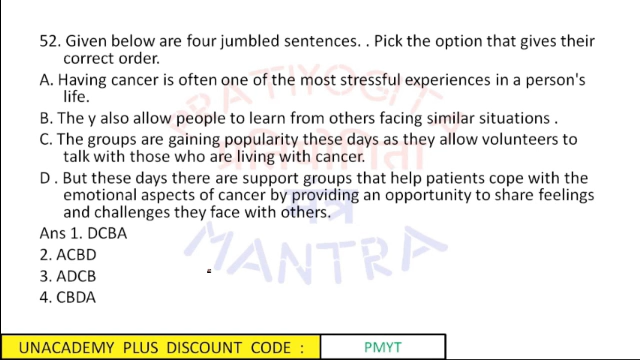 52. Given below are four jumbled sentences. . Pick the option that gives their
correct order.
A. Having cancer is often one of the most stressful experiences in a person's
life.
B. The y also allow people to learn from others facing similar situations .
C. The groups are gaining popularity these days as they allow volunteers to
talk with those who are living with cancer.
D . But these days there are support groups that help patients cope with the
emotional aspects of cancer by providing an opportunity to share feelings
and challenges they face with others.
Ans 1. DCBA
2. ACBD
3. ADCB
4. CBDA
PRATIYOGITA
प्रतियोगिता
मंत्र
MANTRA
UNACADEMY PLUS DISCOUNT CODE :
PMYT